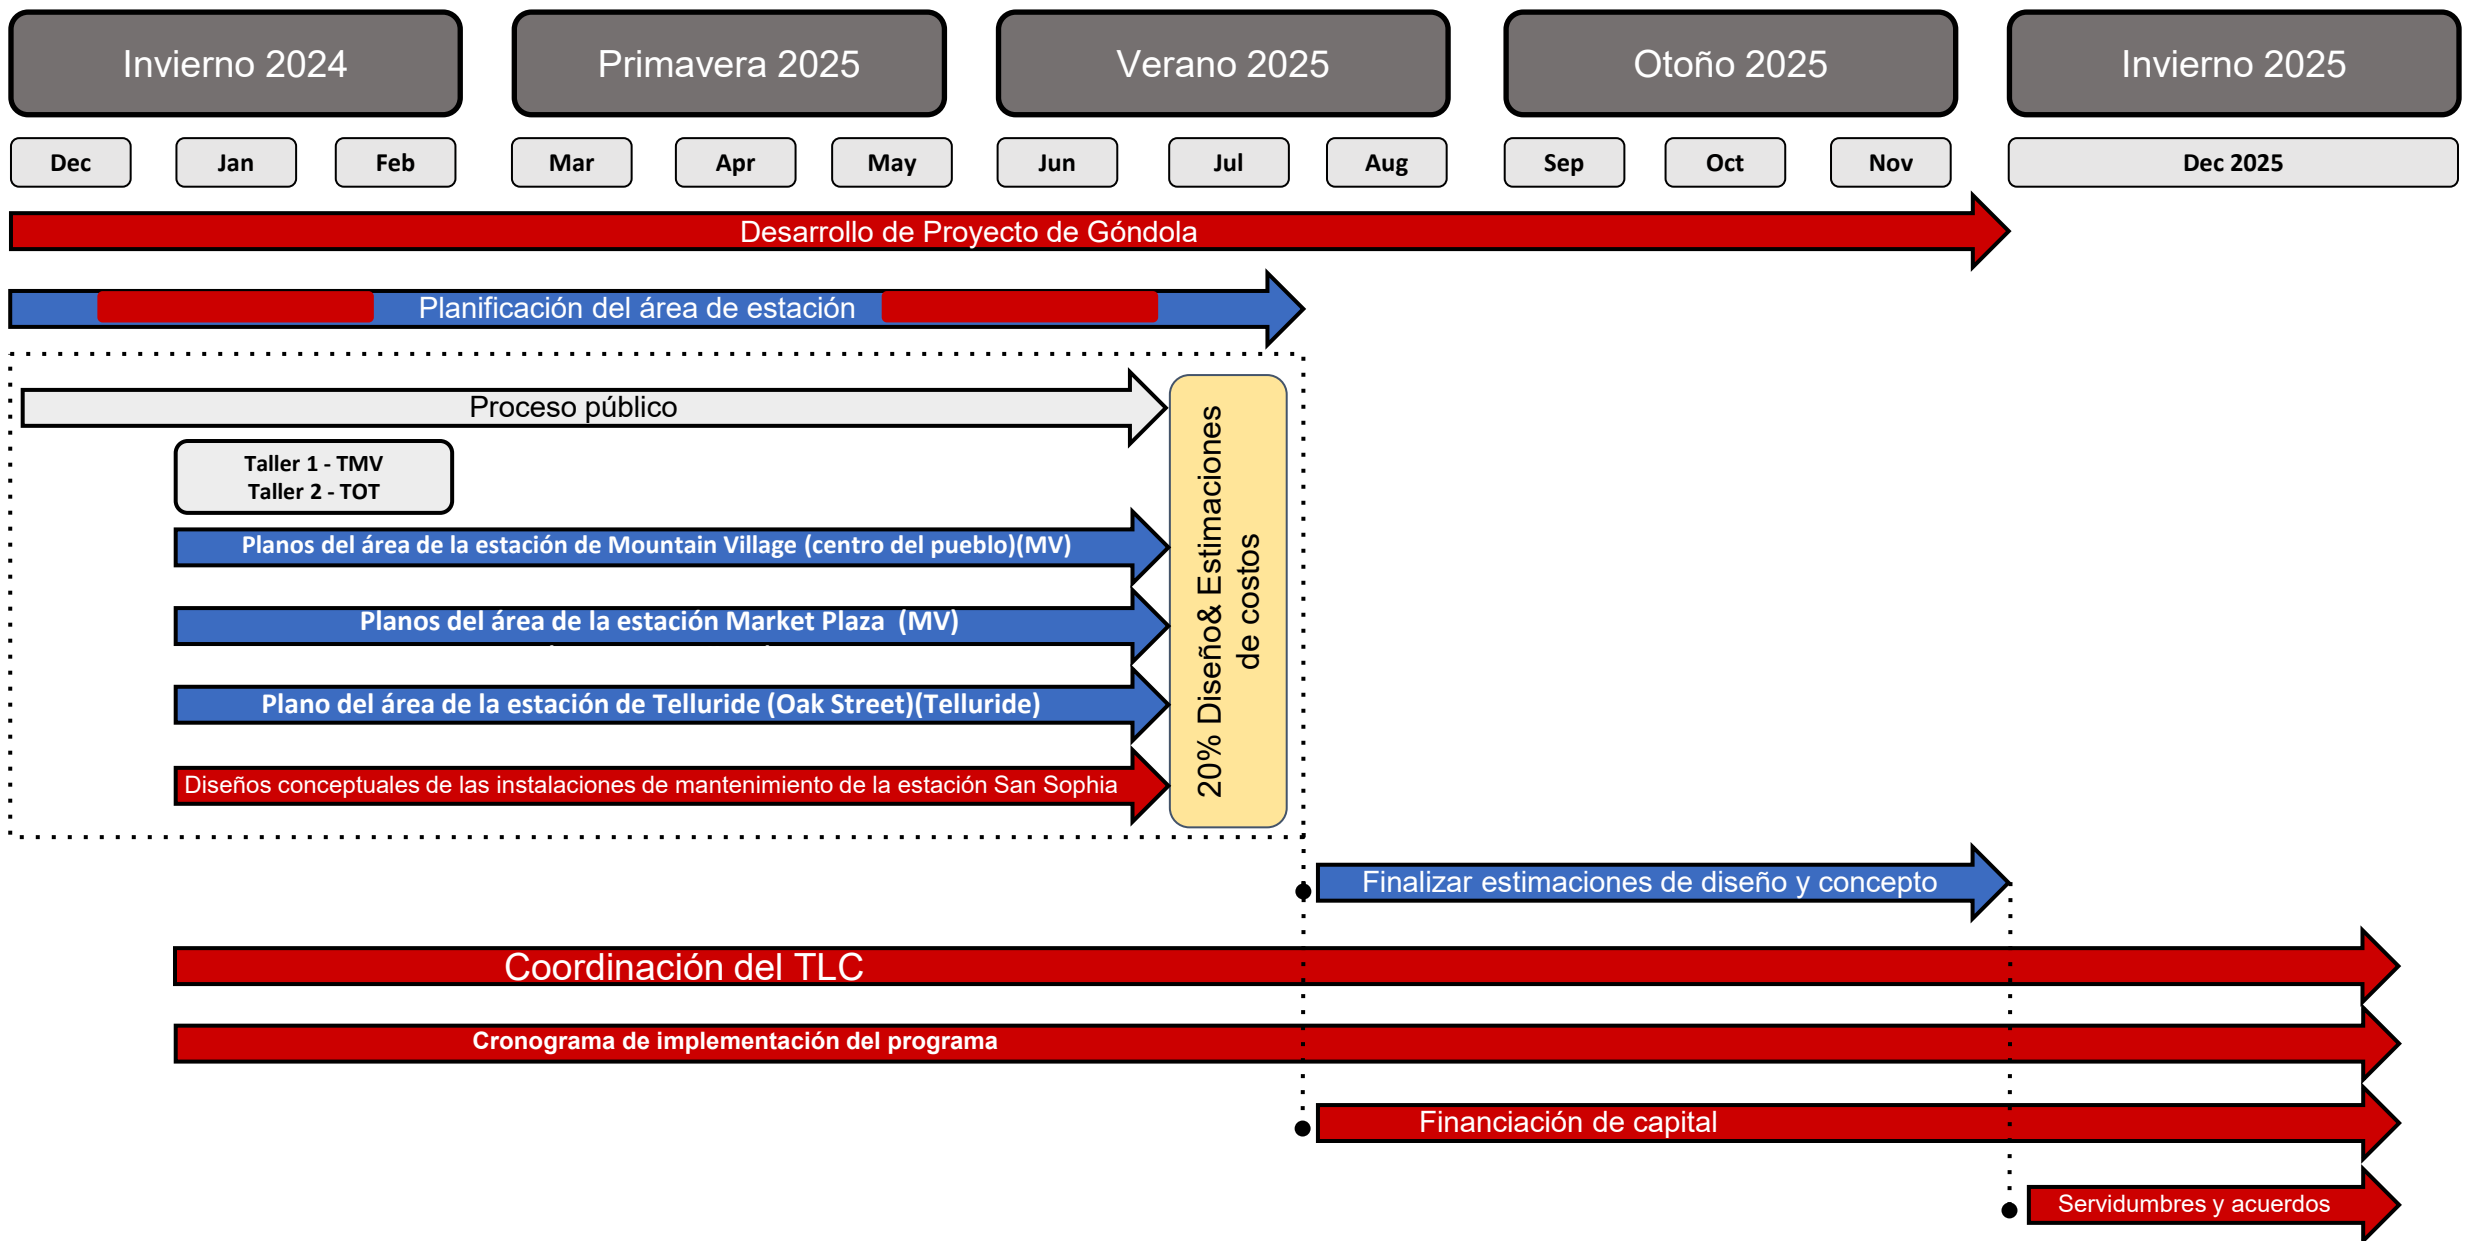 Invierno 2024
Primavera 2025
Verano 2025
Otoño 2025
Invierno 2025
Dec
Jan
Feb
Mar
Apr
May
Jun
Jul
Aug
Sep
Oct
Nov
Dec 2025
Desarrollo de Proyecto de Góndola
Planificación del área de estación
Proceso público
Taller 1 - TMV
Taller 2 - TOT
Planos del área de la estación de Mountain Village (centro del pueblo)(MV)
Planos del área de la estación Market Plaza (MV)
Plano del área de la estación de Telluride (Oak Street)(Telluride)
Diseños conceptuales de las instalaciones de mantenimiento de la estación San Sophia
20% Diseño& Estimaciones
de costos
Finalizar estimaciones de diseño y concepto
Coordinación del TLC
Cronograma de implementación del programa
Financiación de capital
Servidumbres y acuerdos